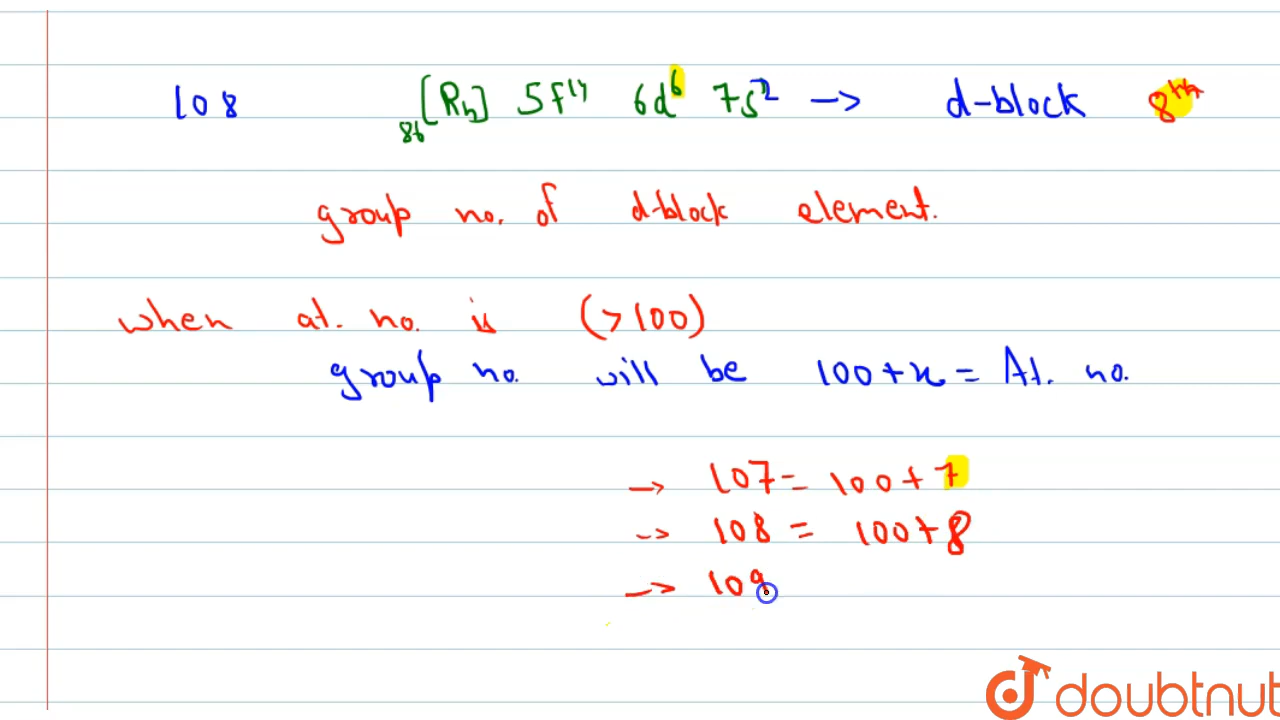 108 ₈₆[Rn] 5f¹⁴ 6d⁶ 7s² → d-block 8th
group no. of d-block element.
when at. no. is (>100)
group no. will be 100+x = At. no.
→ 107 = 100+7
→ 108 = 100+8
→ 109
doubtnut